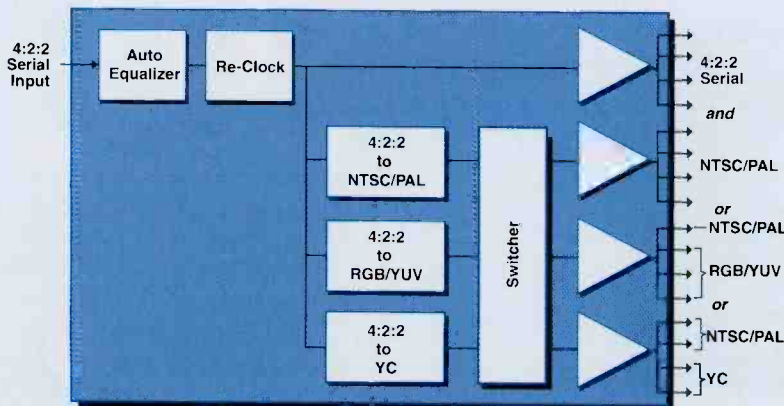 4:2:2
Serial
Input
Auto
Equalizer
Re-Clock
4:2:2
to
NTSC/PAL
4:2:2
to
RGB/YUV
4:2:2
to
YC
Switcher
4:2:2
Serial
and
NTSC/PAL
or
NTSC/PAL
RGB/YUV
or
NTSC/PAL
YC